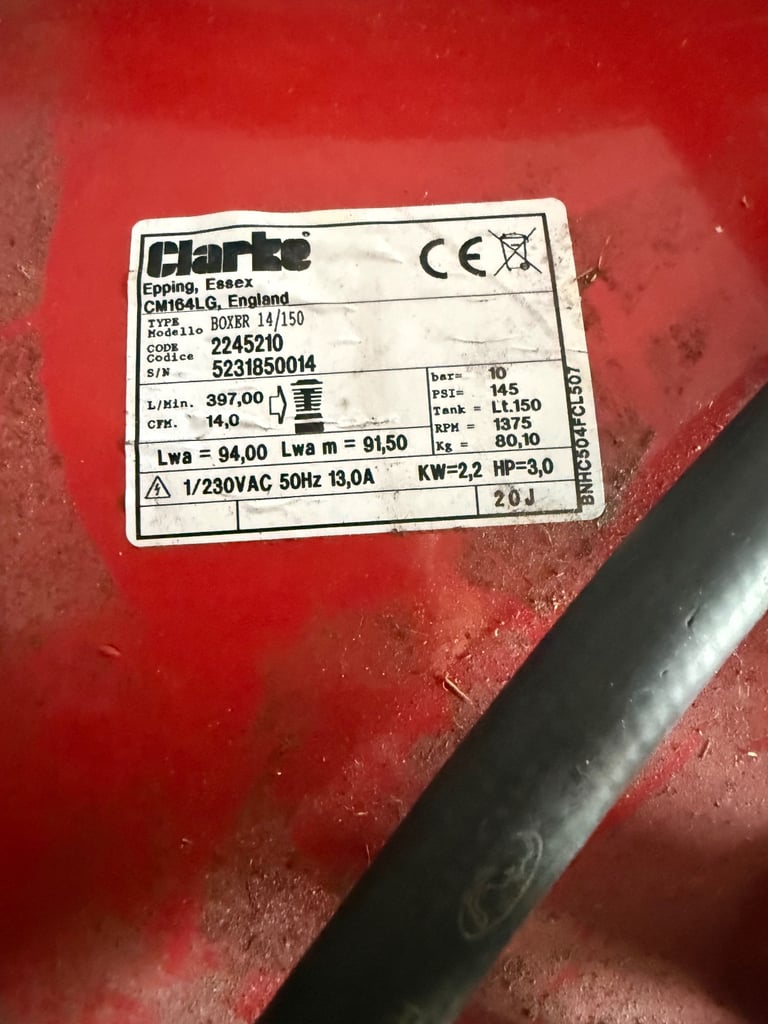 Clarke
CE
Epping, Essex
CM164LG, England
TYPE
Modello BOXER 14/150
CODE
Codice 2245210
S/N 5231850014
L/Min. 397,00
CFM. 14,0
bar= 10
PSI= 145
Tank = Lt.150
RPM = 1375
Kg = 80,10
Lwa = 94,00 Lwa m = 91,50
1/230VAC 50Hz 13,0A KW=2,2 HP=3,0
20J
BNHC504FCL507